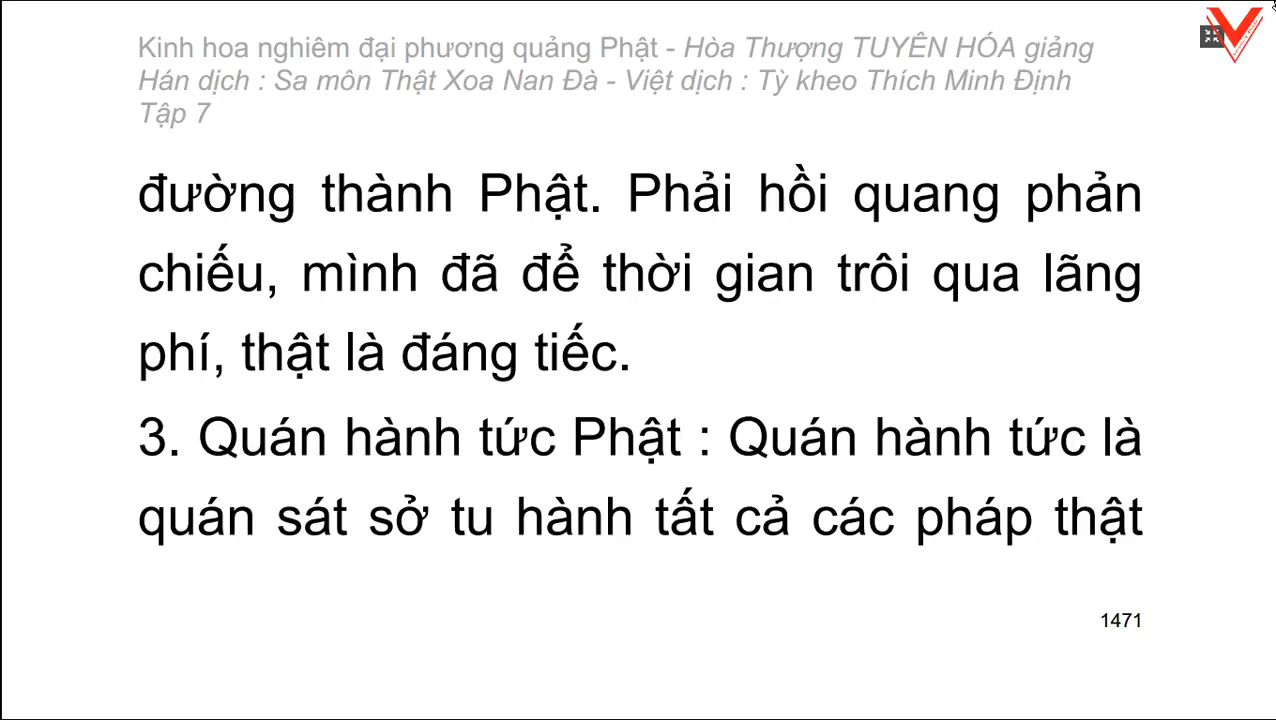 Kinh hoa nghiêm đại phương quảng Phật - Hòa Thượng TUYÊN HÓA giảng
Hán dịch : Sa môn Thật Xoa Nan Đà - Việt dịch : Tỳ kheo Thích Minh Định
Tập 7
đường thành Phật. Phải hồi quang phản
chiếu, mình đã để thời gian trôi qua lãng
phí, thật là đáng tiếc.
3. Quán hành tức Phật : Quán hành tức là
quán sát sở tu hành tất cả các pháp thật
1471